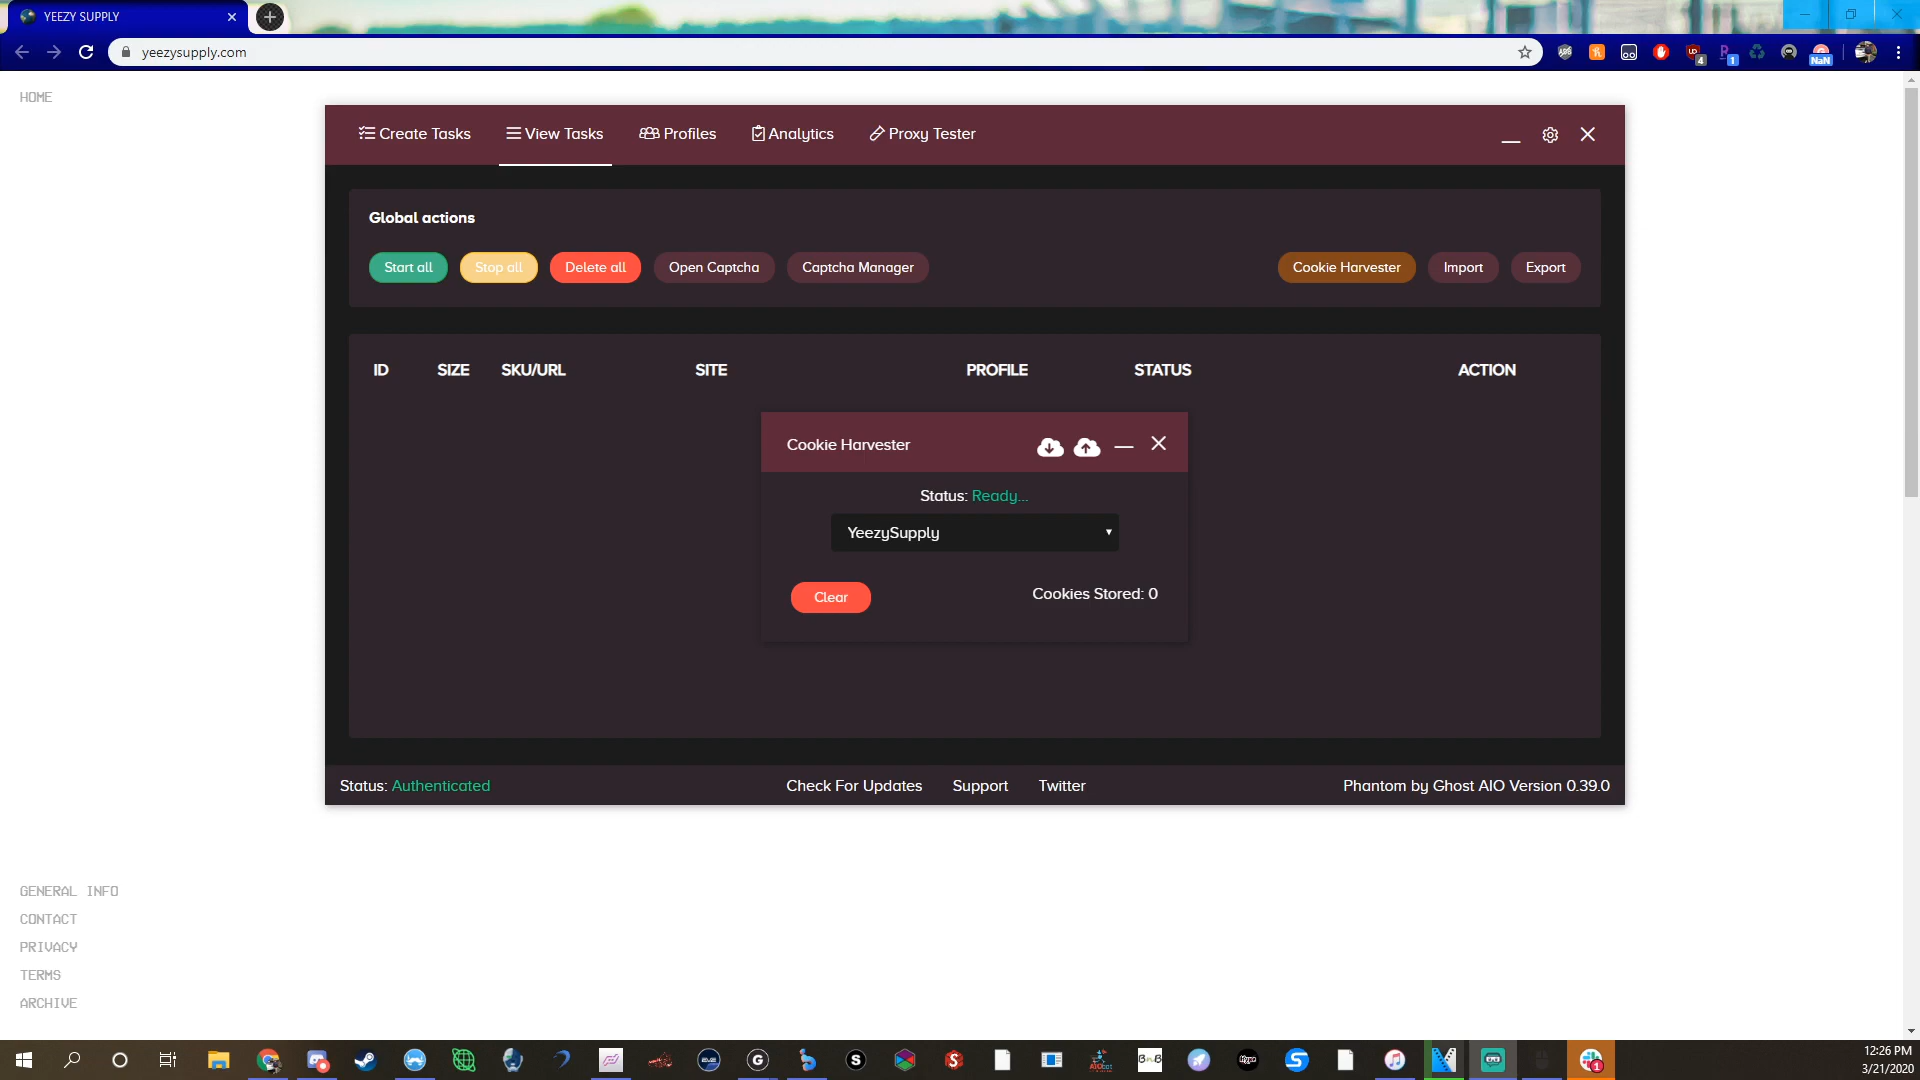 YEEZY SUPPLY
yeezysupply.com
4
1
NaN
HOME
Create Tasks
View Tasks
Profiles
Analytics
Proxy Tester
Global actions
Start all
Stop all
Delete all
Open Captcha
Captcha Manager
Cookie Harvester
Import
Export
ID SIZE SKU/URL SITE PROFILE STATUS ACTION
Cookie Harvester
Status: Ready...
YeezySupply
Clear
Cookies Stored: 0
Status: Authenticated
Check For Updates
Support
Twitter
Phantom by Ghost AIO Version 0.39.0
GENERAL INFO
CONTACT
PRIVACY
TERMS
ARCHIVE
12:26 PM
3/21/2020